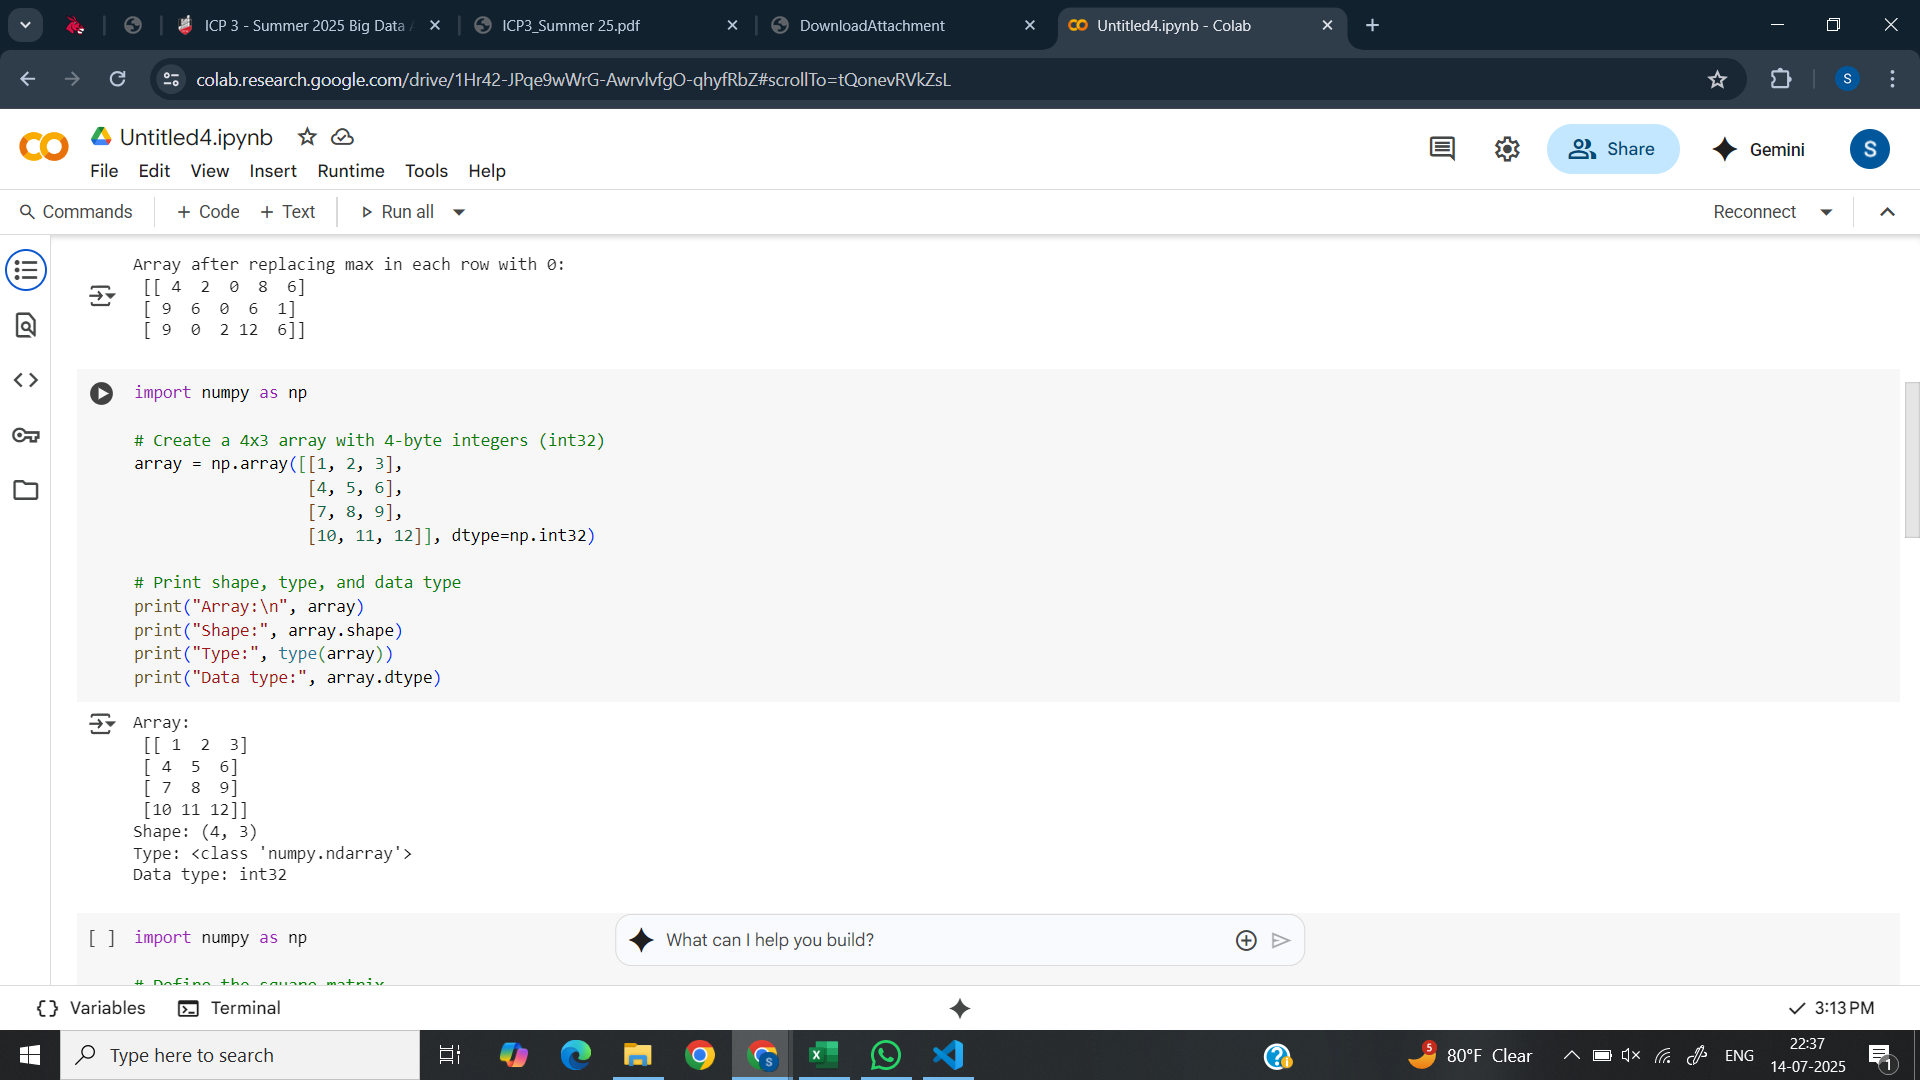 ICP 3 - Summer 2025 Big Data
ICP3_Summer 25.pdf
DownloadAttachment
Untitled4.ipynb - Colab
colab.research.google.com/drive/1Hr42-JPqe9wWrG-AwrvlvfgO-qhyfRbZ#scrollTo=tQonevRVkZsL
S
CO Untitled4.ipynb
File Edit View Insert Runtime Tools Help
Share
Gemini
S
Commands + Code + Text Run all
Reconnect
Array after replacing max in each row with 0:
[[ 4  2  0  8  6]
[ 9  6  0  6  1]
[ 9  0  2 12  6]]
import numpy as np
# Create a 4x3 array with 4-byte integers (int32)
array = np.array([[1, 2, 3],
[4, 5, 6],
[7, 8, 9],
[10, 11, 12]], dtype=np.int32)
# Print shape, type, and data type
print("Array:\n", array)
print("Shape:", array.shape)
print("Type:", type(array))
print("Data type:", array.dtype)
Array:
[[ 1  2  3]
[ 4  5  6]
[ 7  8  9]
[10 11 12]]
Shape: (4, 3)
Type: <class 'numpy.ndarray'>
Data type: int32
[ ] import numpy as np
# Define the square matrix
What can I help you build?
{} Variables
Terminal
3:13 PM
Type here to search
S
5
80°F Clear
ENG
22:37
14-07-2025
1